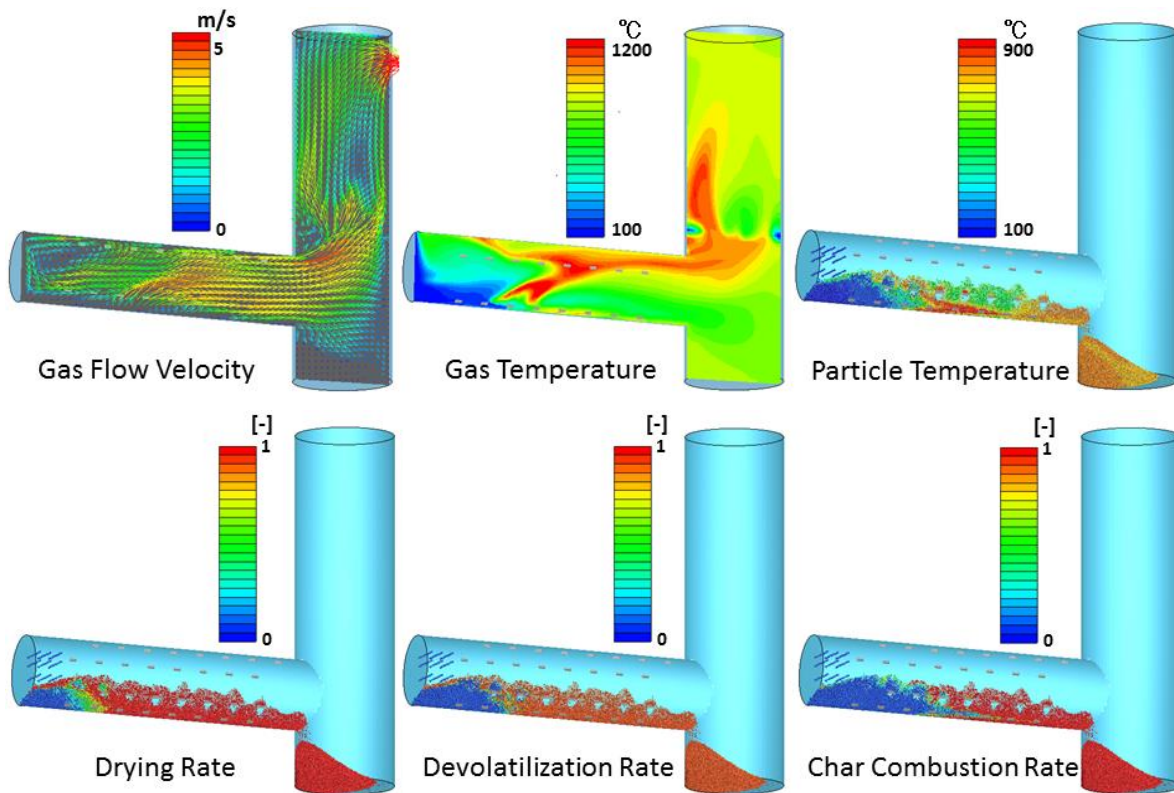 m/s
5
0
Gas Flow Velocity
℃
1200
100
Gas Temperature
℃
900
100
Particle Temperature
[-]
1
0
Drying Rate
[-]
1
0
Devolatilization Rate
[-]
1
0
Char Combustion Rate